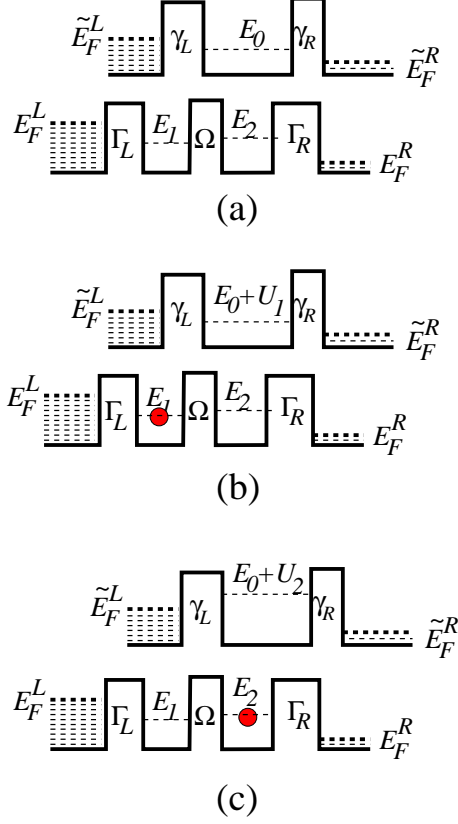 Ẽ_F^L γ_L E_0 γ_R Ẽ_F^R
E_F^L Γ_L E_1 Ω E_2 Γ_R E_F^R
(a)
Ẽ_F^L γ_L E_0+U_1 γ_R Ẽ_F^R
E_F^L Γ_L E_1 Ω E_2 Γ_R E_F^R
(b)
Ẽ_F^L γ_L E_0+U_2 γ_R Ẽ_F^R
E_F^L Γ_L E_1 Ω E_2 Γ_R E_F^R
(c)